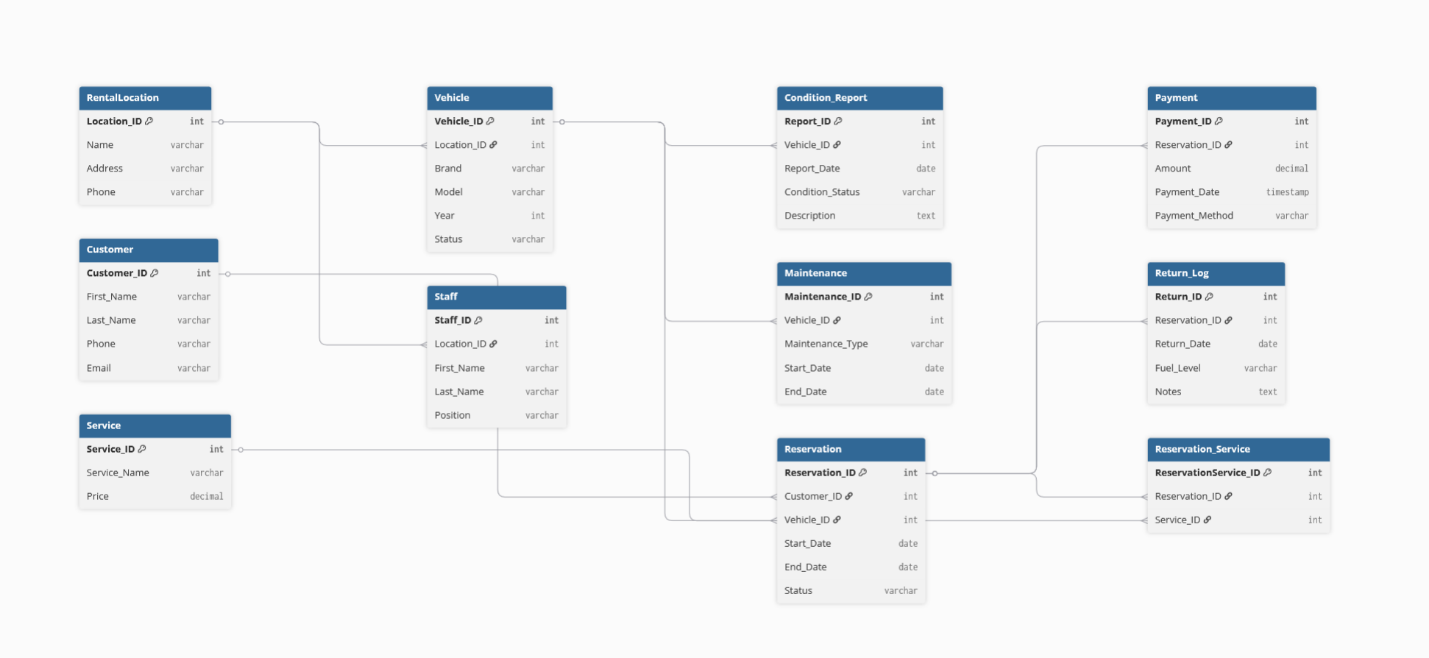 RentalLocation
Location_ID int
Name varchar
Address varchar
Phone varchar
Customer
Customer_ID int
First_Name varchar
Last_Name varchar
Phone varchar
Email varchar
Service
Service_ID int
Service_Name varchar
Price decimal
Vehicle
Vehicle_ID int
Location_ID int
Brand varchar
Model varchar
Year int
Status varchar
Staff
Staff_ID int
Location_ID int
First_Name varchar
Last_Name varchar
Position varchar
Condition_Report
Report_ID int
Vehicle_ID int
Report_Date date
Condition_Status varchar
Description text
Maintenance
Maintenance_ID int
Vehicle_ID int
Maintenance_Type varchar
Start_Date date
End_Date date
Reservation
Reservation_ID int
Customer_ID int
Vehicle_ID int
Start_Date date
End_Date date
Status varchar
Payment
Payment_ID int
Reservation_ID int
Amount decimal
Payment_Date timestamp
Payment_Method varchar
Return_Log
Return_ID int
Reservation_ID int
Return_Date date
Fuel_Level varchar
Notes text
Reservation_Service
ReservationService_ID int
Reservation_ID int
Service_ID int